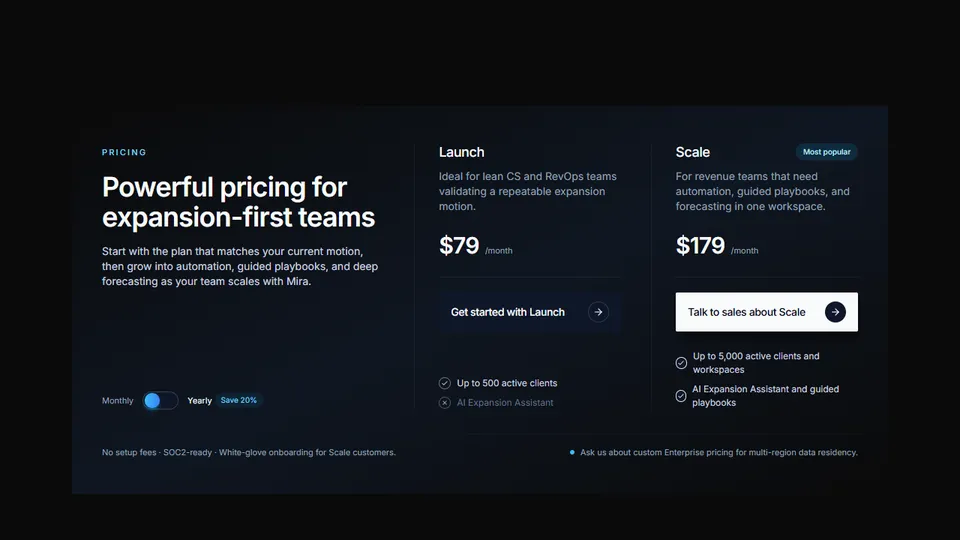 PRICING
Powerful pricing for
expansion-first teams
Start with the plan that matches your current motion,
then grow into automation, guided playbooks, and deep
forecasting as your team scales with Mira.
Monthly
Yearly
Save 20%
Launch
Ideal for lean CS and RevOps teams
validating a repeatable expansion
motion.
$79 /month
Get started with Launch
Up to 500 active clients
AI Expansion Assistant
Scale
Most popular
For revenue teams that need
automation, guided playbooks, and
forecasting in one workspace.
$179 /month
Talk to sales about Scale
Up to 5,000 active clients and
workspaces
AI Expansion Assistant and guided
playbooks
No setup fees · SOC2-ready · White-glove onboarding for Scale customers.
Ask us about custom Enterprise pricing for multi-region data residency.